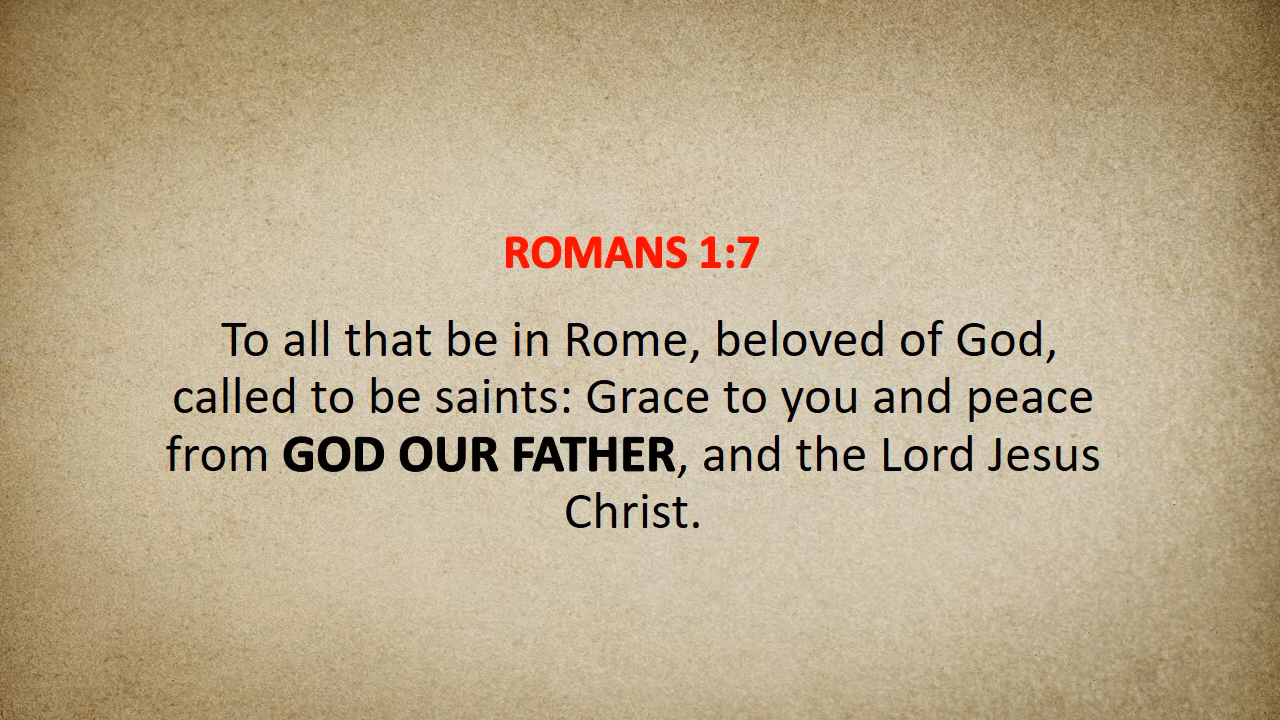 ROMANS 1:7
To all that be in Rome, beloved of God,
called to be saints: Grace to you and peace
from GOD OUR FATHER, and the Lord Jesus
Christ.